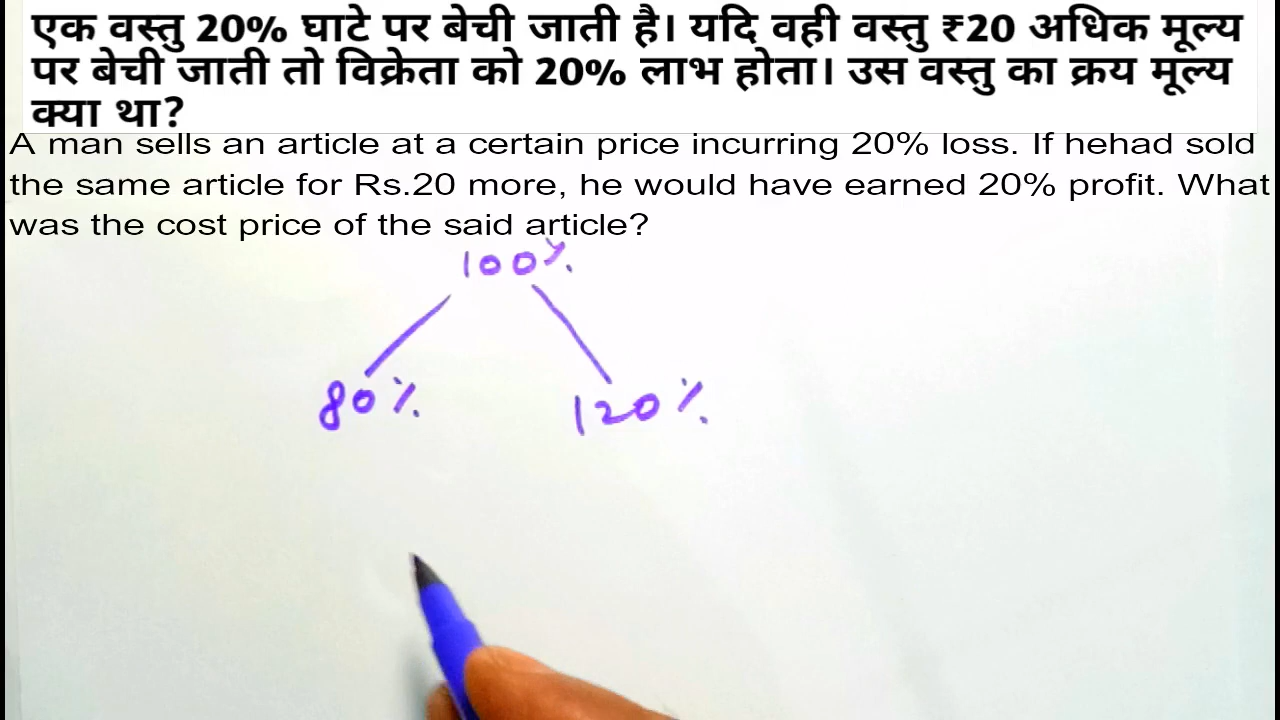 एक वस्तु 20% घाटे पर बेची जाती है। यदि वही वस्तु ₹20 अधिक मूल्य
पर बेची जाती तो विक्रेता को 20% लाभ होता। उस वस्तु का क्रय मूल्य
क्या था?
A man sells an article at a certain price incurring 20% loss. If hehad sold
the same article for Rs.20 more, he would have earned 20% profit. What
was the cost price of the said article?
100%
80% 120%